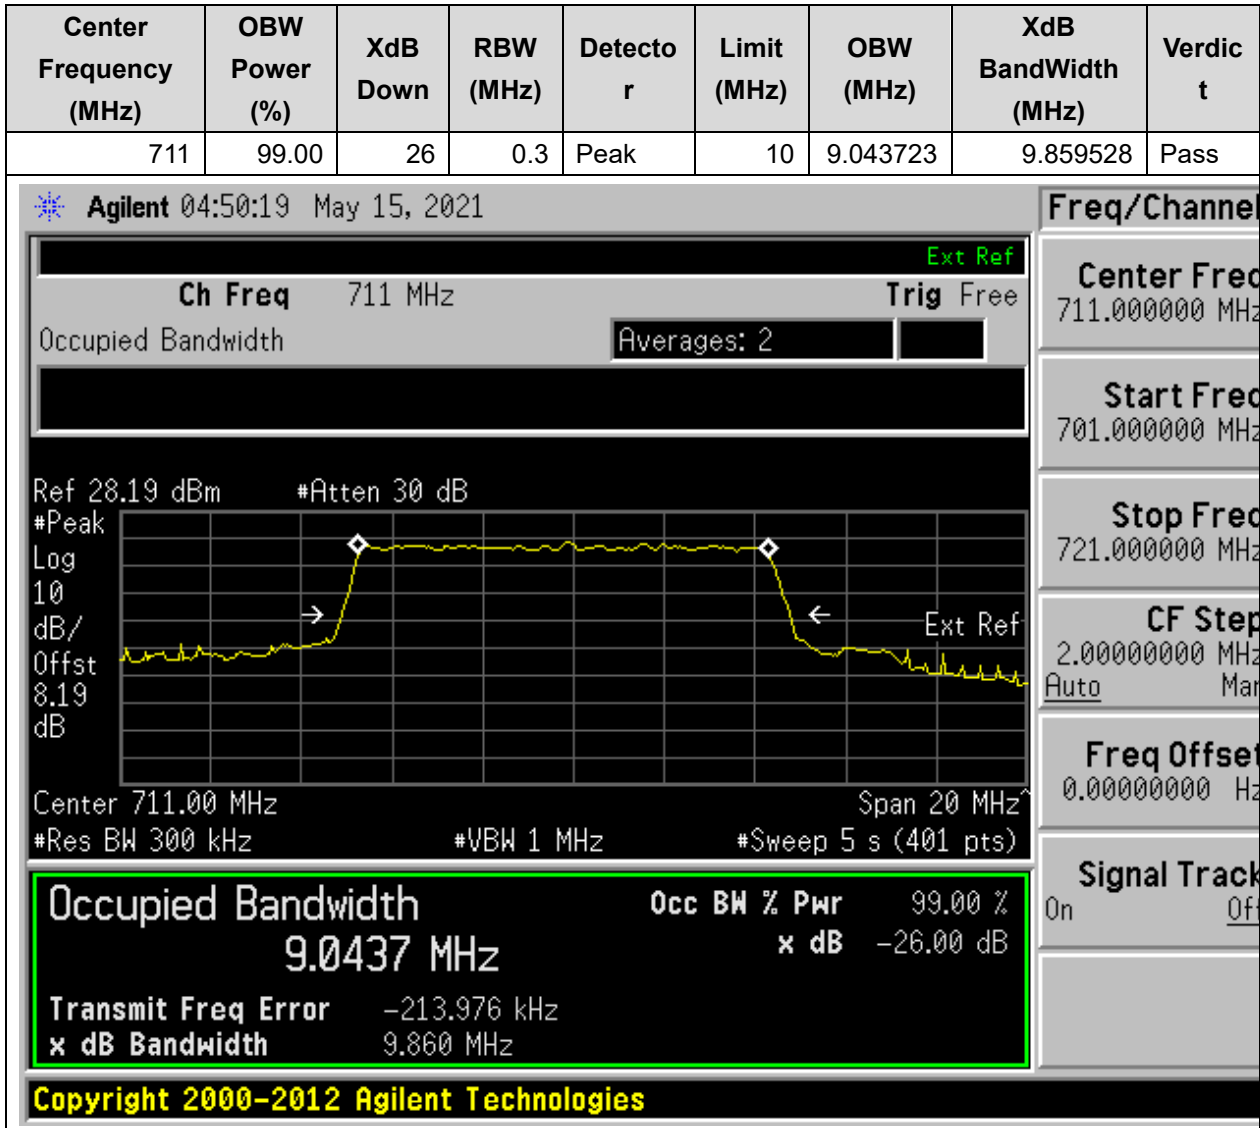 Center Frequency (MHz) OBW Power (%) XdB Down RBW (MHz) Detecto r Limit (MHz) OBW (MHz) XdB BandWidth (MHz) Verdic t
711 99.00 26 0.3 Peak 10 9.043723 9.859528 Pass
Agilent 04:50:19 May 15, 2021
Freq/Channel
Ext Ref
Ch Freq 711 MHz Trig Free
Occupied Bandwidth Averages: 2
Center Freq
711.000000 MHz
Start Freq
701.000000 MHz
Stop Freq
721.000000 MHz
CF Step
2.00000000 MHz
Auto Man
Freq Offset
0.00000000 Hz
Signal Track
On Off
Ref 28.19 dBm #Atten 30 dB
#Peak
Log
10
dB/
Offst
8.19
dB
Ext Ref
Center 711.00 MHz Span 20 MHz^
#Res BW 300 kHz #VBW 1 MHz #Sweep 5 s (401 pts)
Occupied Bandwidth
9.0437 MHz
Occ BW % Pwr 99.00 %
x dB -26.00 dB
Transmit Freq Error -213.976 kHz
x dB Bandwidth 9.860 MHz
Copyright 2000-2012 Agilent Technologies